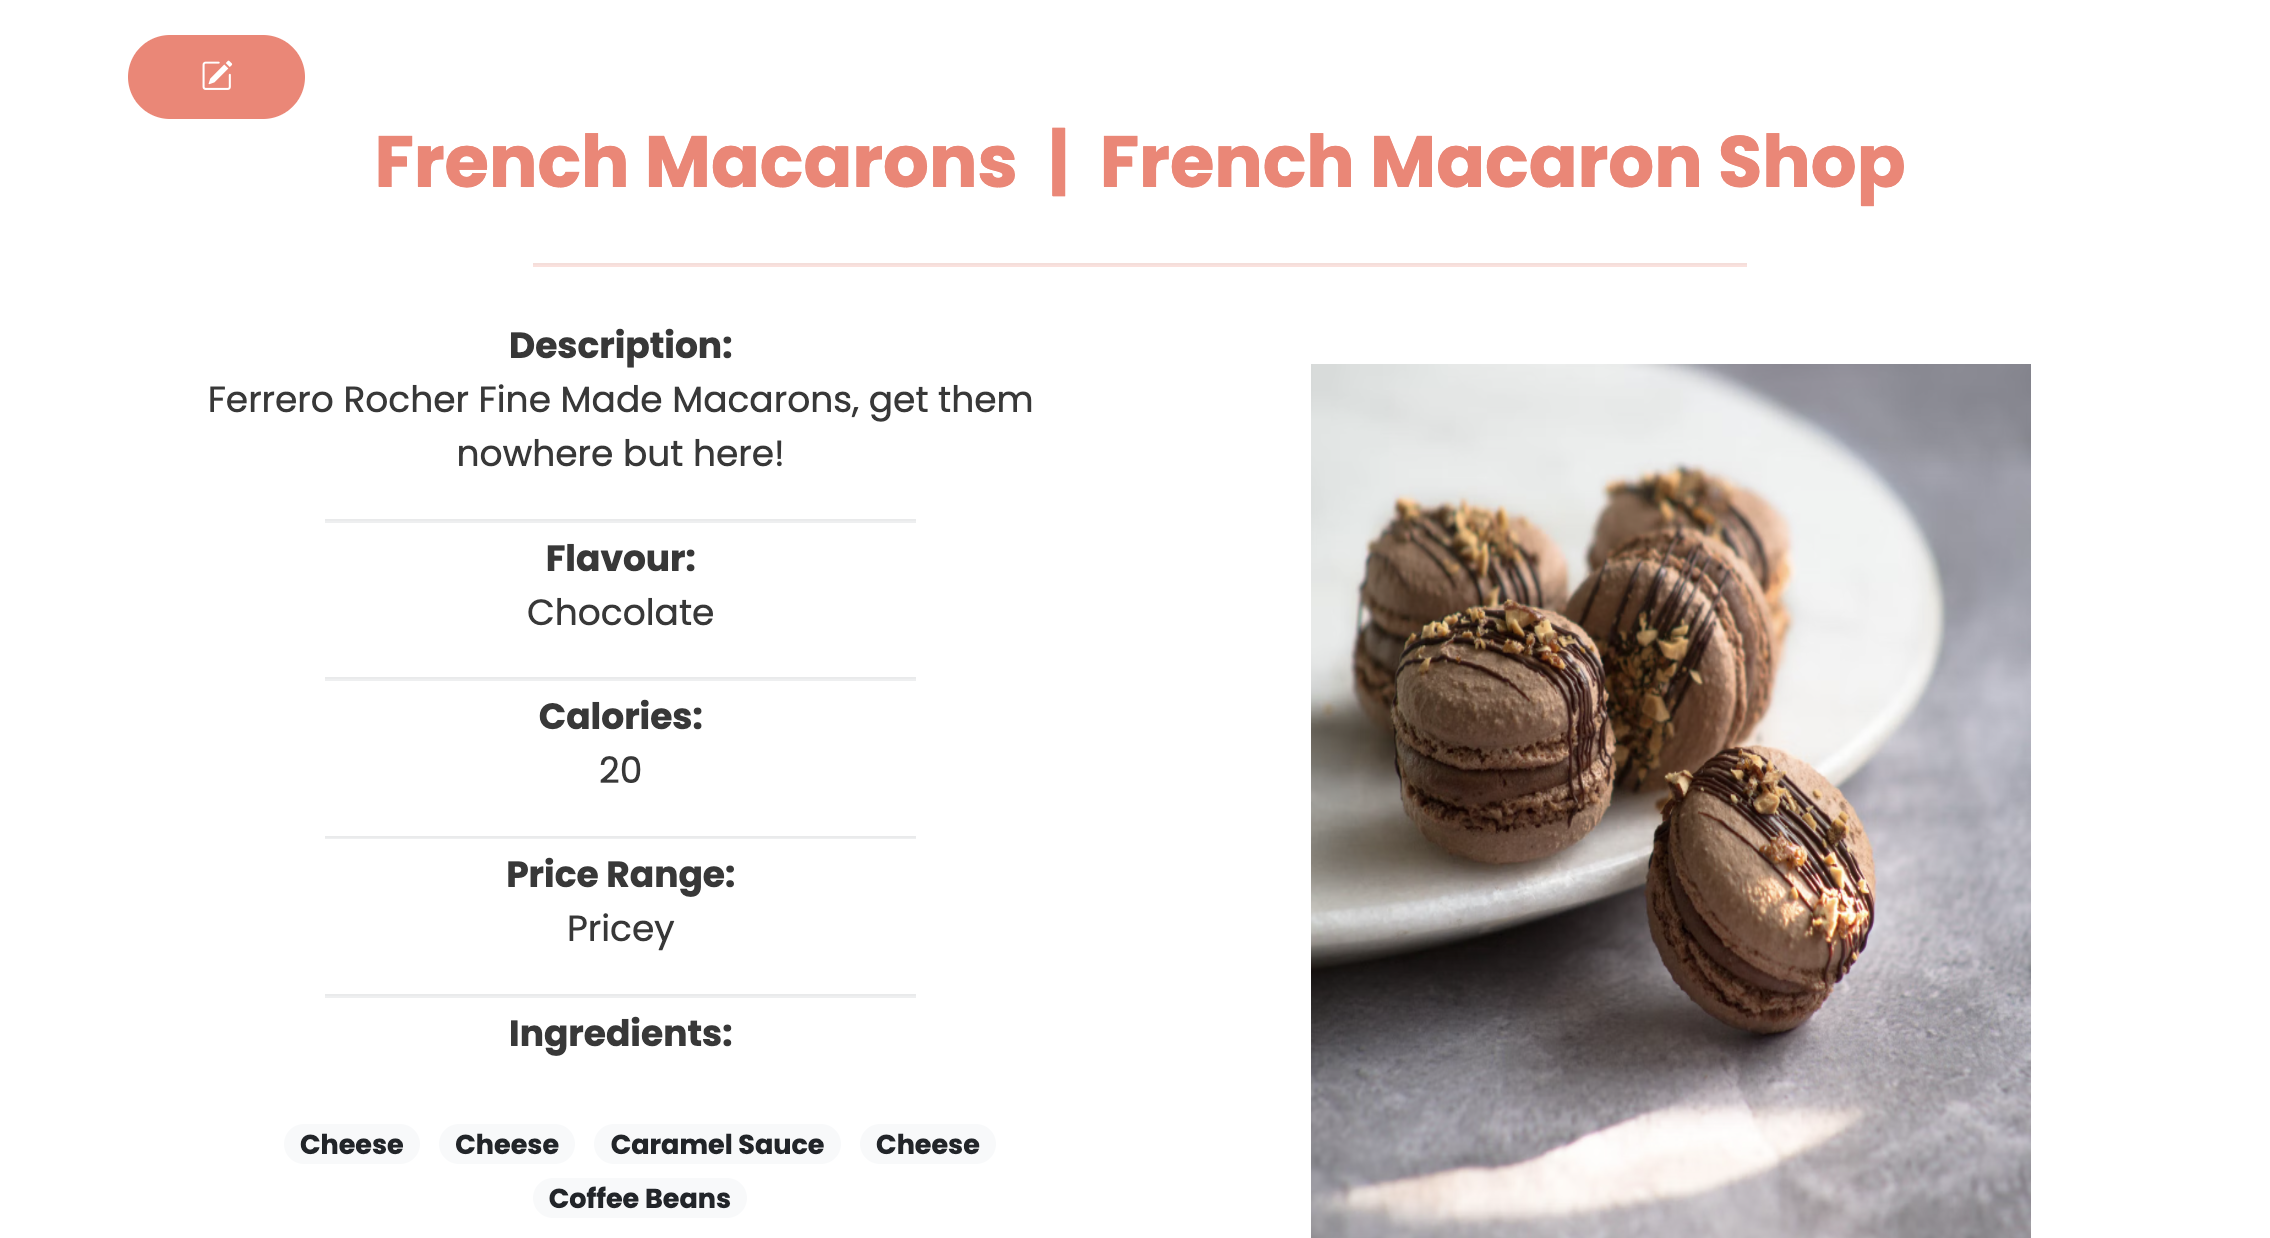 French Macarons | French Macaron Shop
Description:
Ferrero Rocher Fine Made Macarons, get them
nowhere but here!
Flavour:
Chocolate
Calories:
20
Price Range:
Pricey
Ingredients:
Cheese Cheese Caramel Sauce Cheese
Coffee Beans